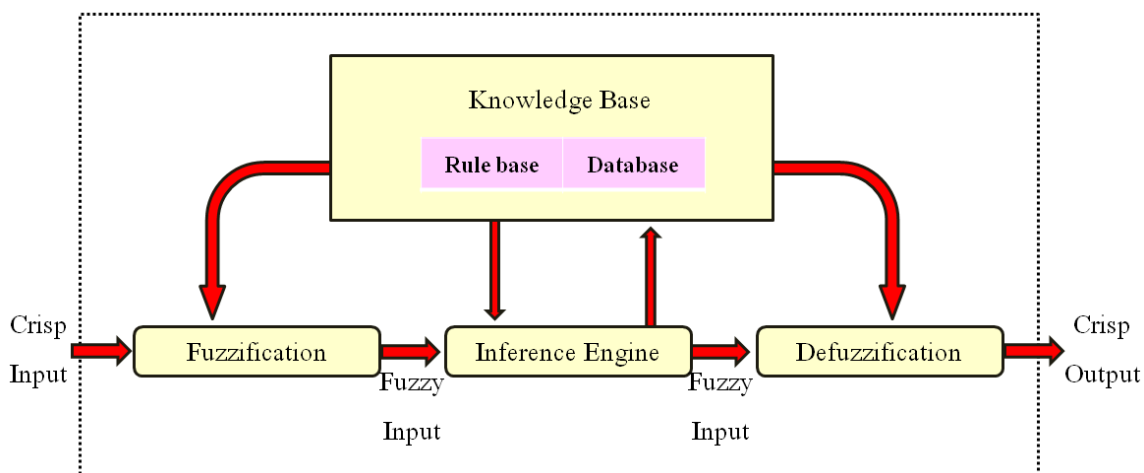 Knowledge Base
Rule base
Database
Crisp
Input
Fuzzification
Fuzzy
Input
Inference Engine
Fuzzy
Input
Defuzzification
Crisp
Output